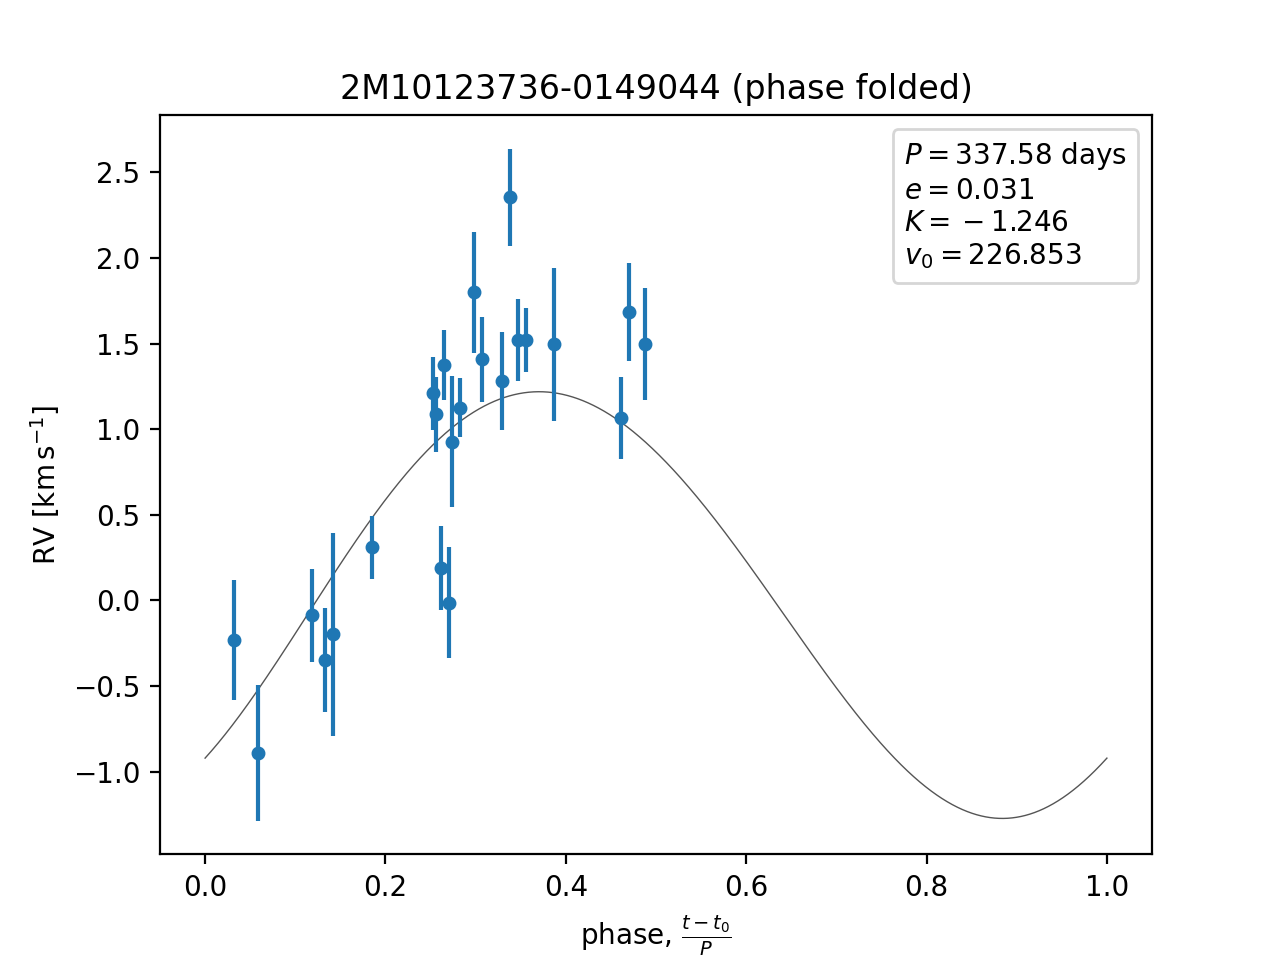 2M10123736-0149044 (phase folded)
P = 337.58 days
e = 0.031
K = −1.246
v₀ = 226.853
2.5
2.0
1.5
1.0
0.5
0.0
−0.5
−1.0
RV [km s⁻¹]
0.0 0.2 0.4 0.6 0.8 1.0
phase, (t − t₀)/P